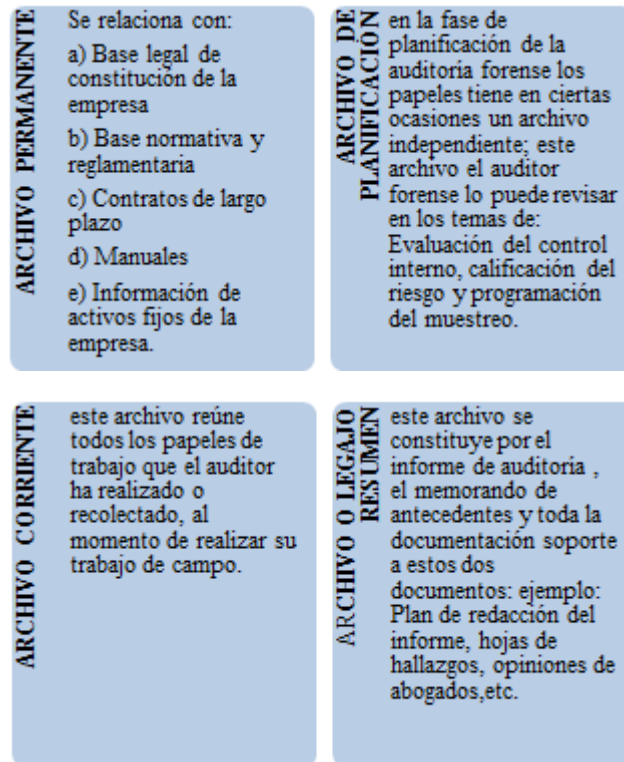 ARCHIVO PERMANENTE
Se relaciona con:
a) Base legal de
constitución de la
empresa
b) Base normativa y
reglamentaria
c) Contratos de largo
plazo
d) Manuales
e) Información de
activos fijos de la
empresa.
ARCHIVO DE
PLANIFICACIÓN
en la fase de
planificación de la
auditoria forense los
papeles tiene en ciertas
ocasiones un archivo
independiente; este
archivo el auditor
forense lo puede revisar
en los temas de:
Evaluación del control
interno, calificación del
riesgo y programación
del muestreo.
ARCHIVO CORRIENTE
este archivo reúne
todos los papeles de
trabajo que el auditor
ha realizado o
recolectado, al
momento de realizar su
trabajo de campo.
ARCHIVO O LEGAJO
RESUMEN
este archivo se
constituye por el
informe de auditoría ,
el memorando de
antecedentes y toda la
documentación soporte
a estos dos
documentos: ejemplo:
Plan de redacción del
informe, hojas de
hallazgos, opiniones de
abogados,etc.